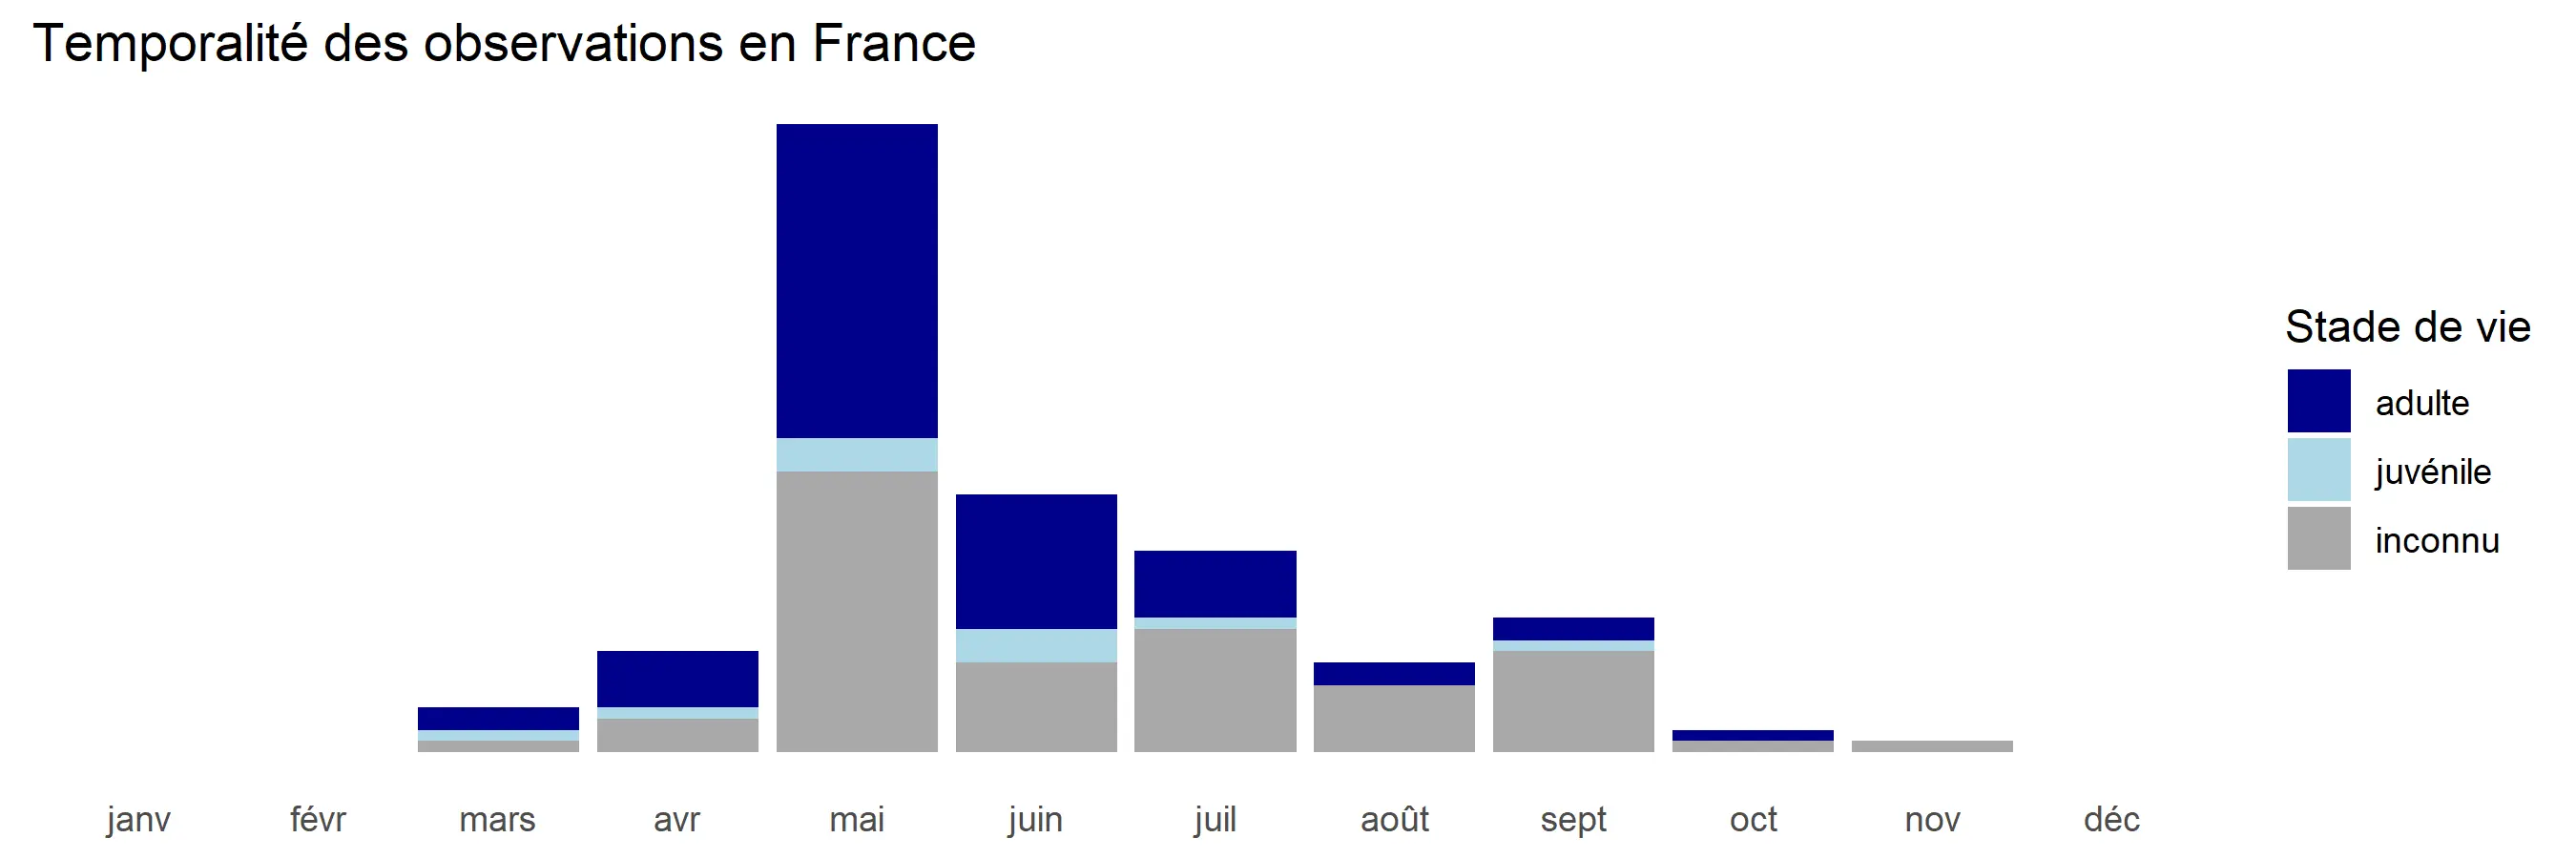 Temporalité des observations en France
Stade de vie
adulte
juvénile
inconnu
janv févr mars avr mai juin juil août sept oct nov déc